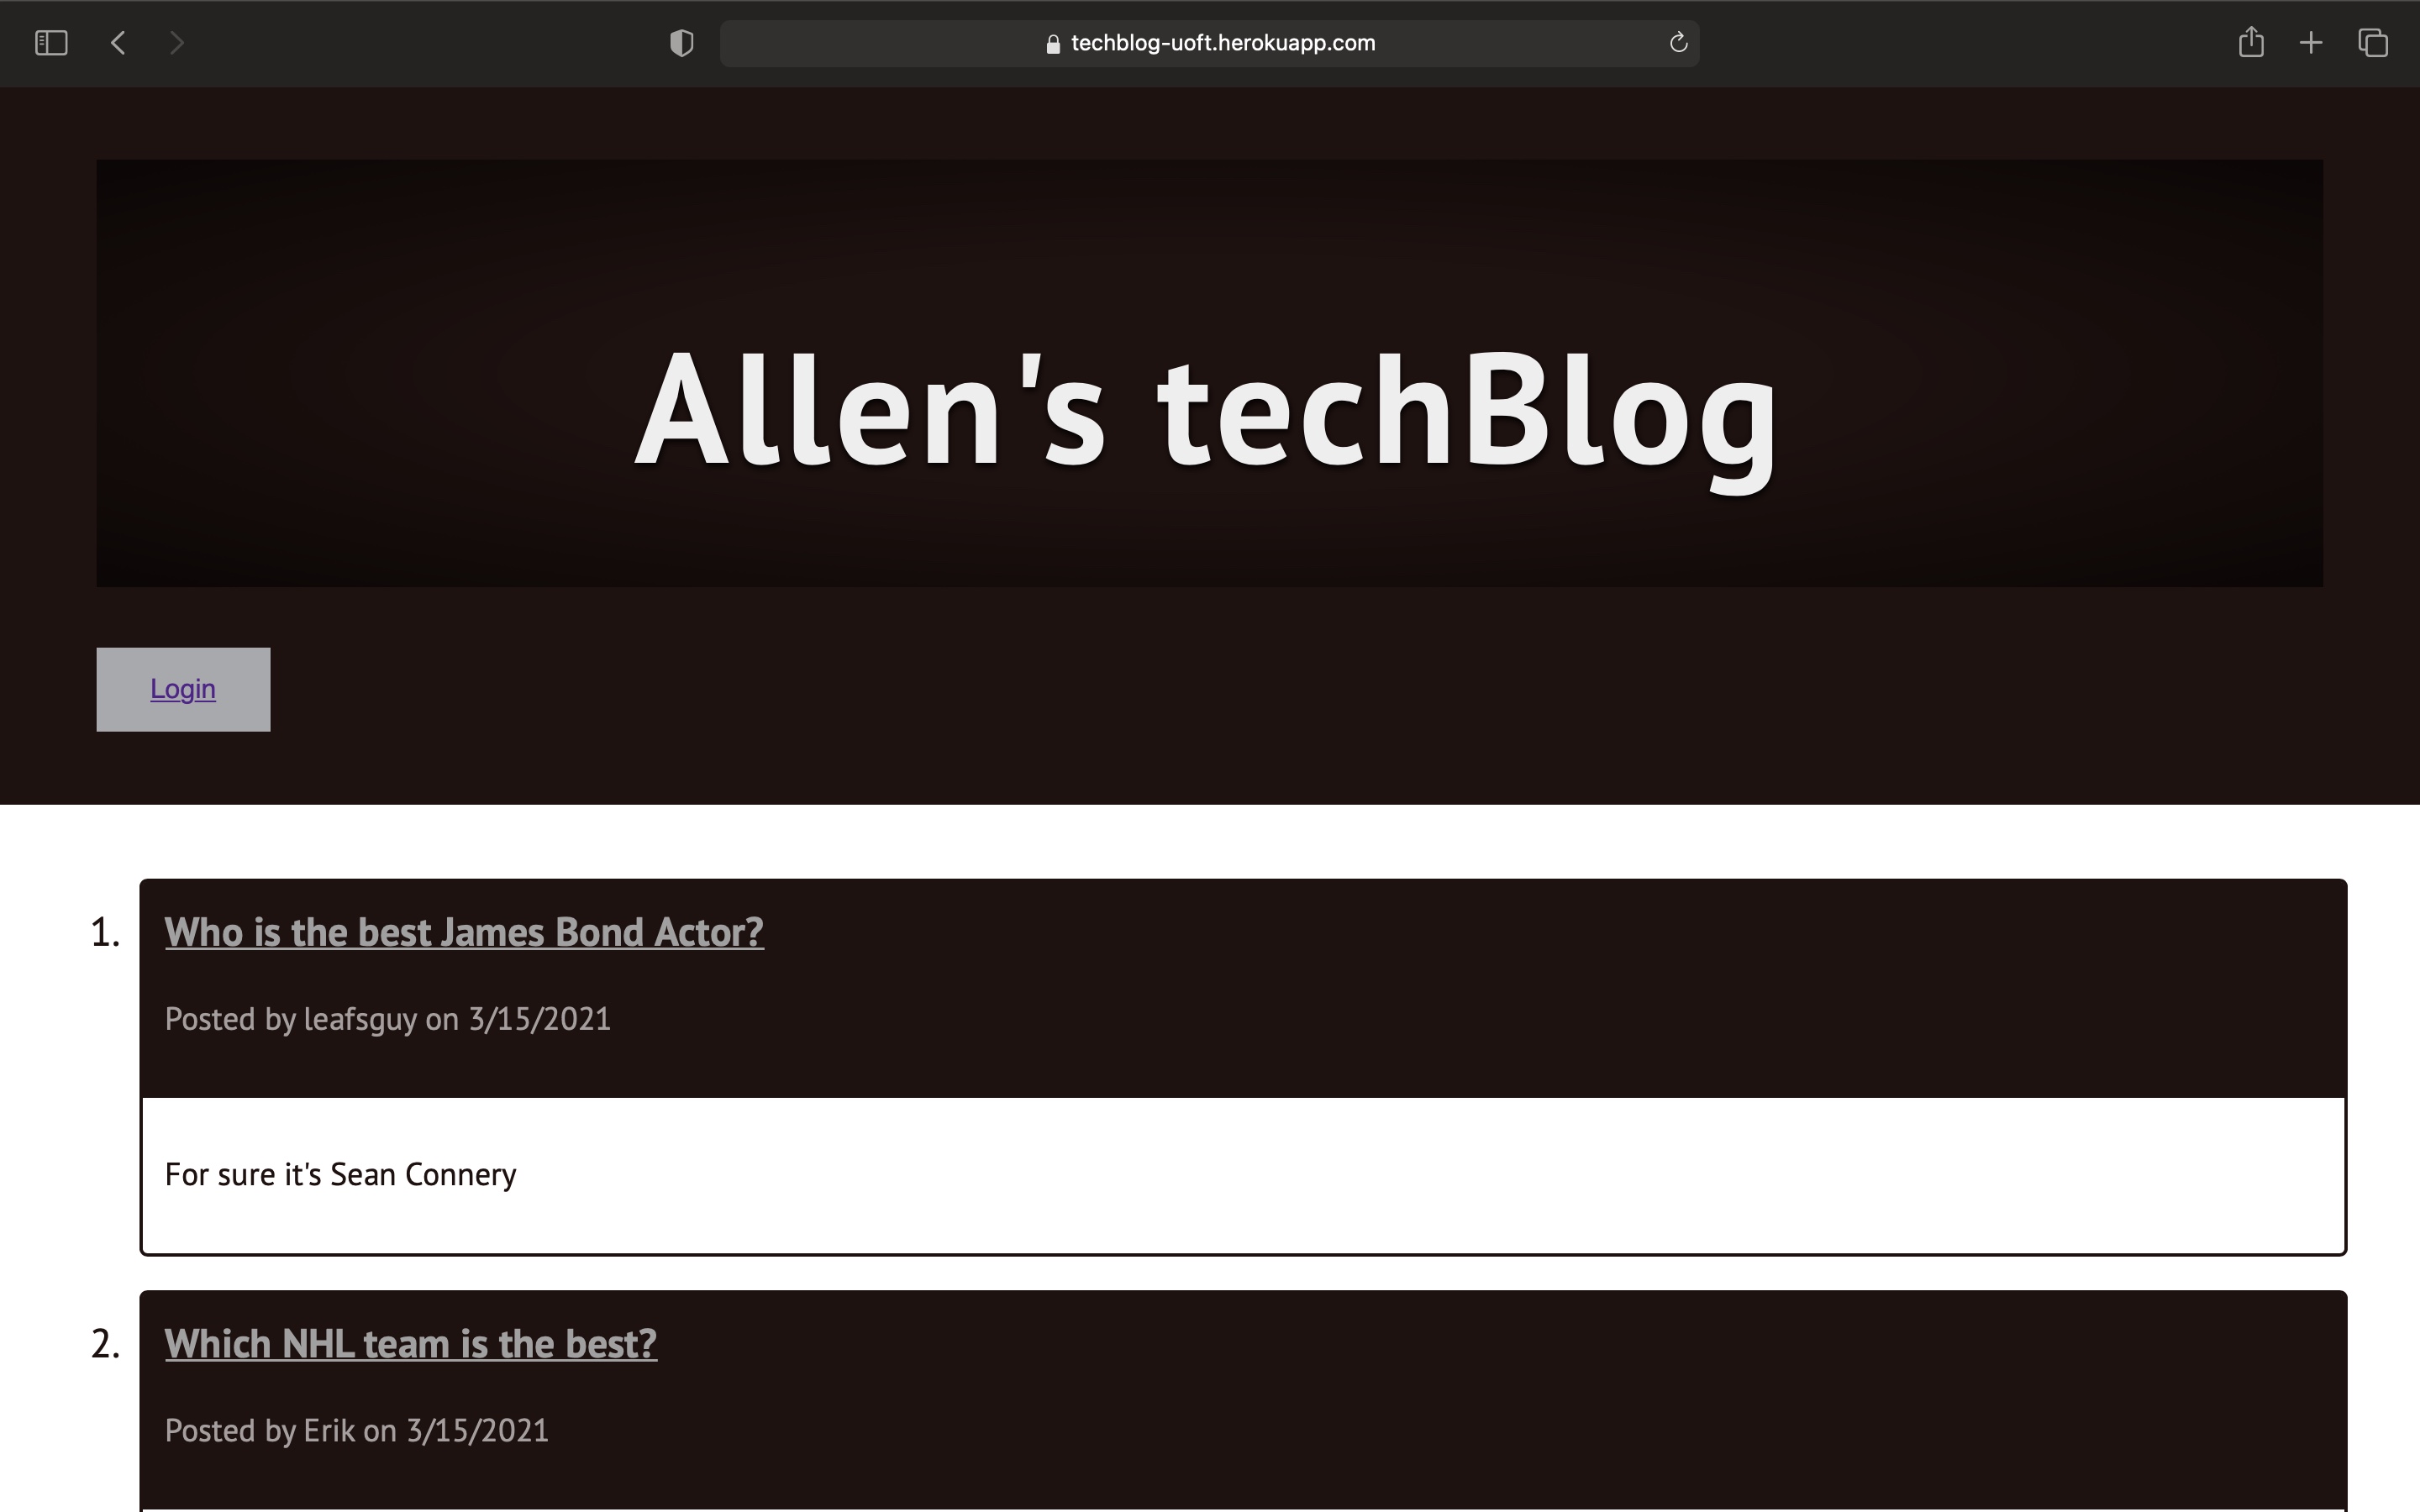 techblog-uoft.herokuapp.com
Allen's techBlog
Login
1. Who is the best James Bond Actor?
Posted by leafsguy on 3/15/2021
For sure it's Sean Connery
2. Which NHL team is the best?
Posted by Erik on 3/15/2021